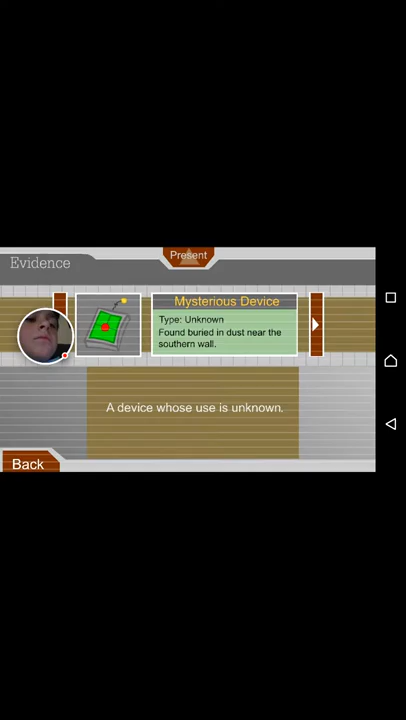 Present
Evidence
Mysterious Device
Type: Unknown
Found buried in dust near the
southern wall.
A device whose use is unknown.
Back